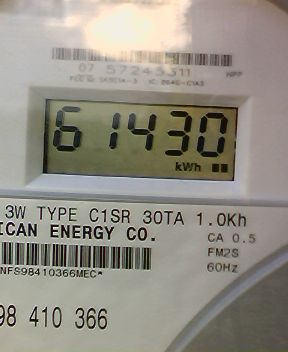 07 57245311
HPP
61430
kWh
3W TYPE C1SR 30TA 1.0Kh
ICAN ENERGY CO.
CA 0.5
FM2S
60Hz
NFS98410366MEC*
98 410 366